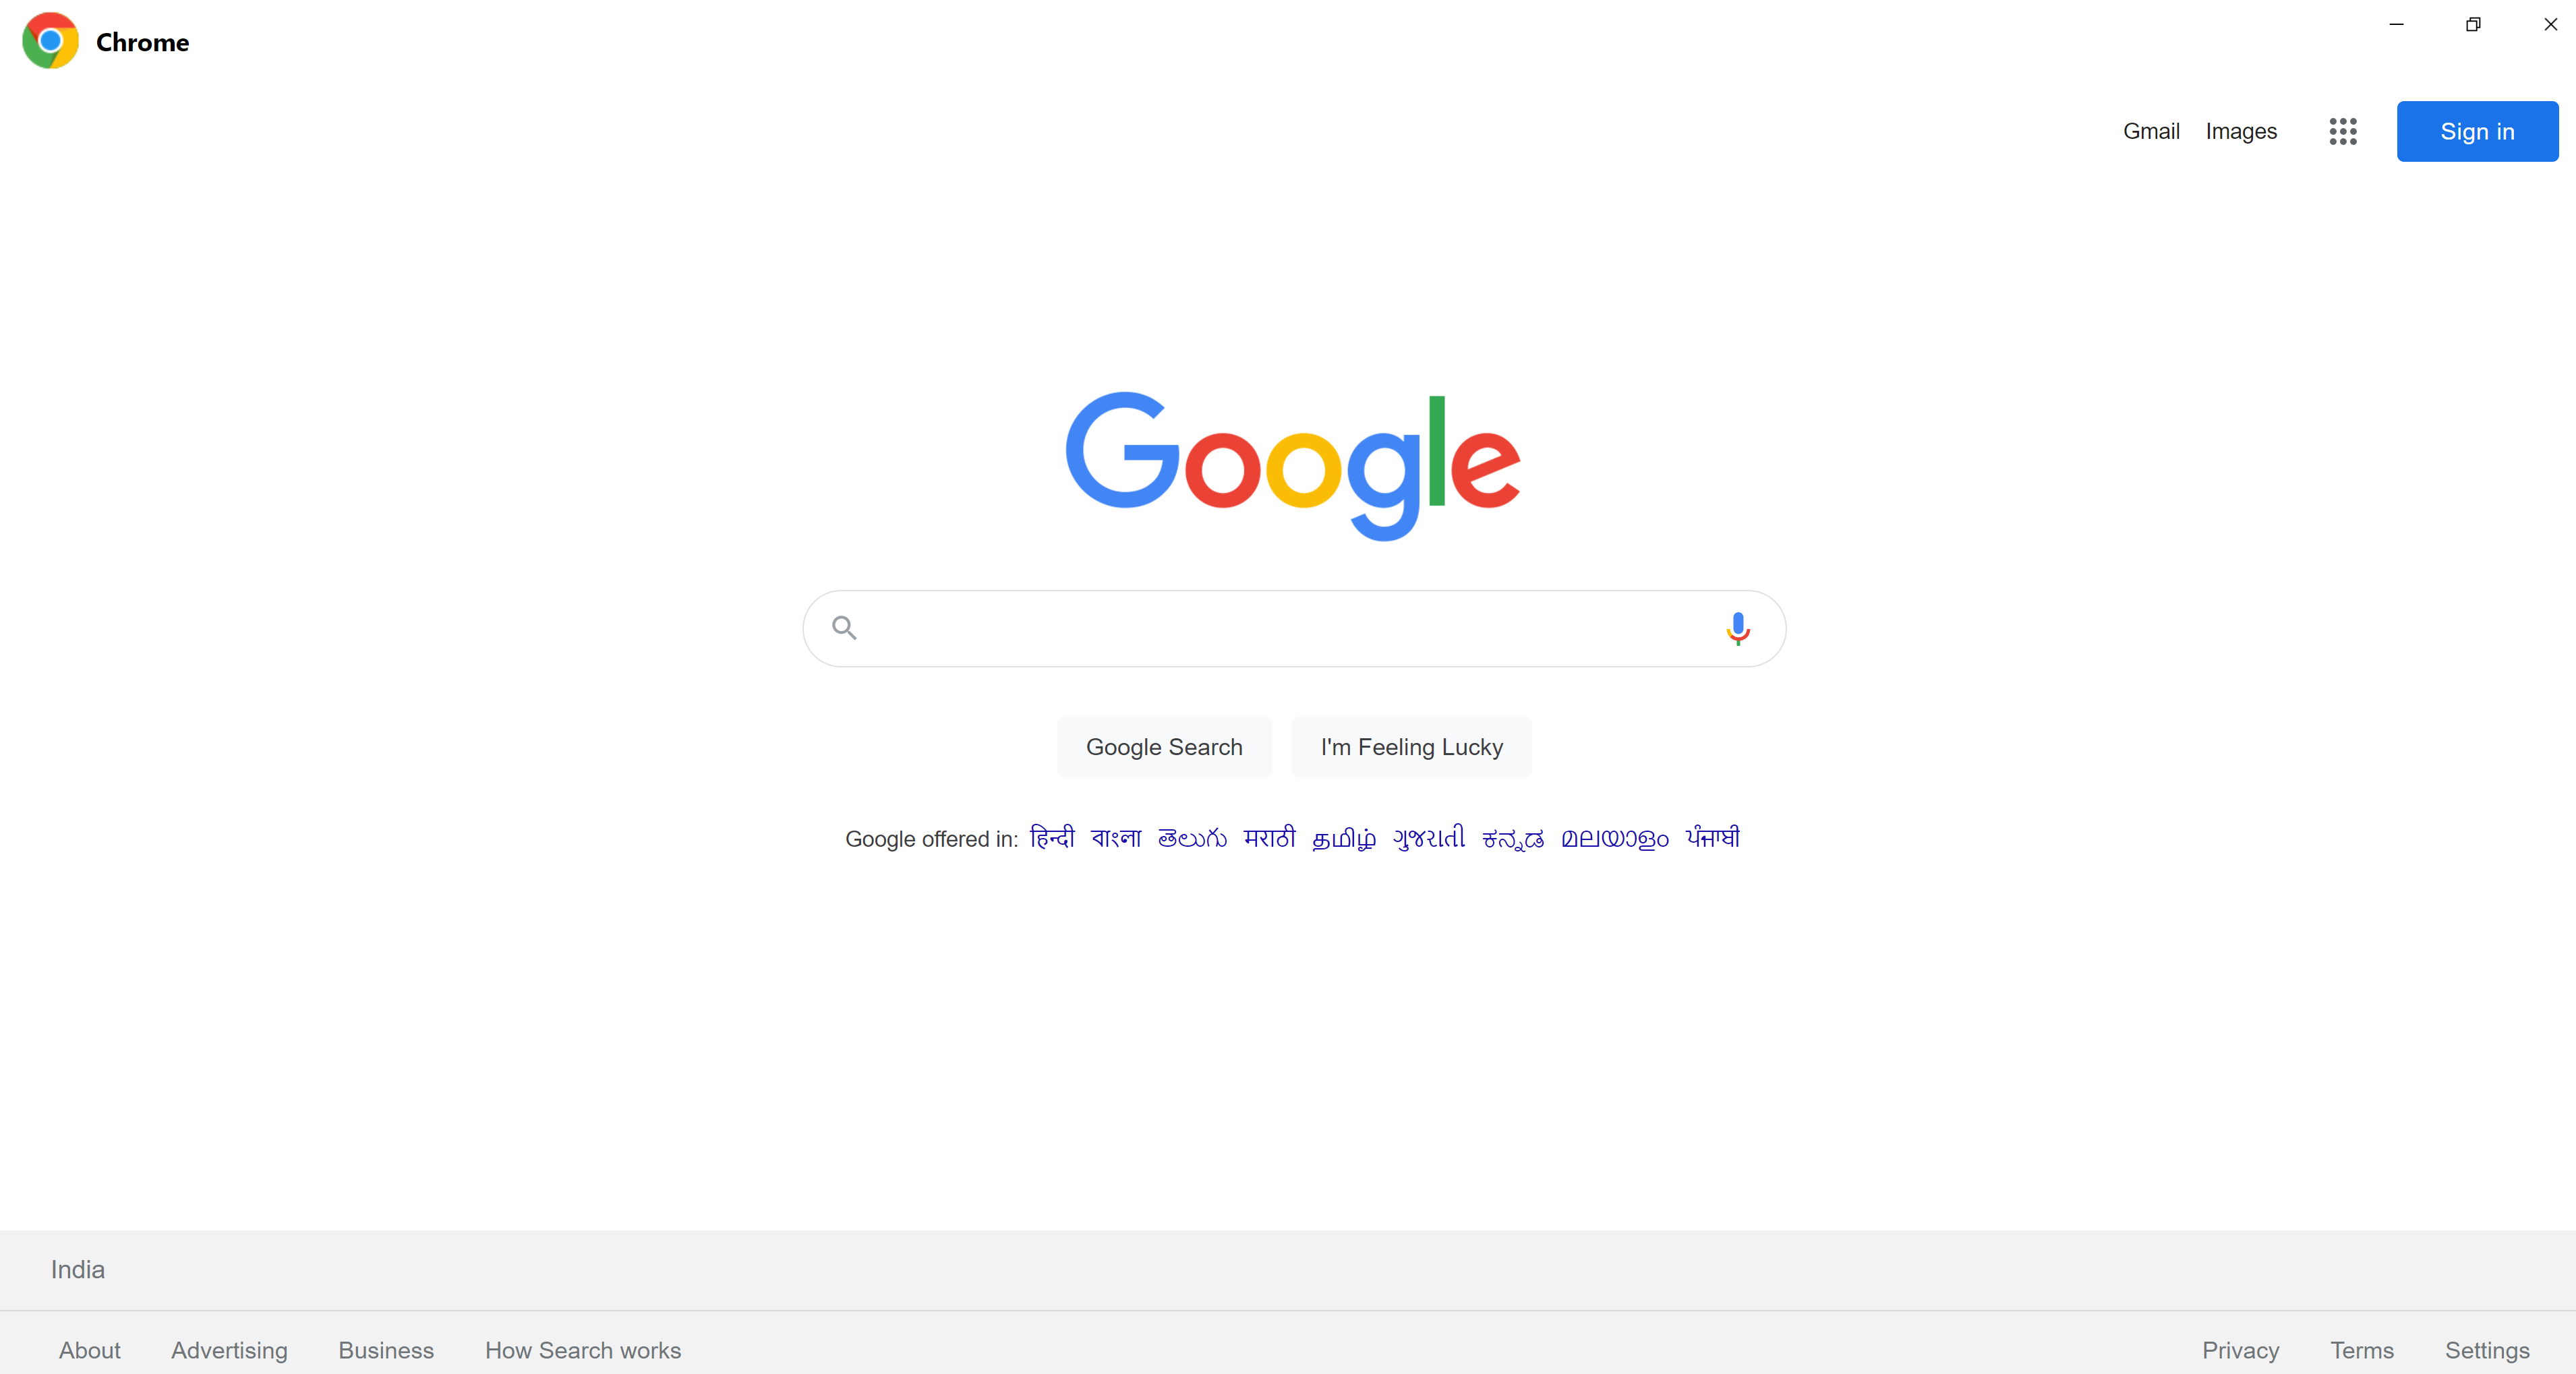 Chrome
Gmail Images Sign in
Google
Google Search I'm Feeling Lucky
Google offered in: हिन्दी বাংলা తెలుగు मराठी தமிழ் ગુજરાતી ಕನ್ನಡ മലയാളം ਪੰਜਾਬੀ
India
About Advertising Business How Search works Privacy Terms Settings